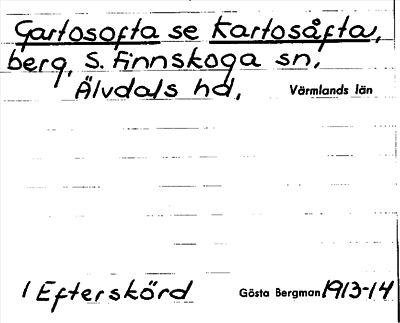 Gartosofta se Kartosåfta,
berg, S. Finnskoga sn.
Älvdals hd, Värmlands län
1 Efterskörd Gösta Bergman 1913-14